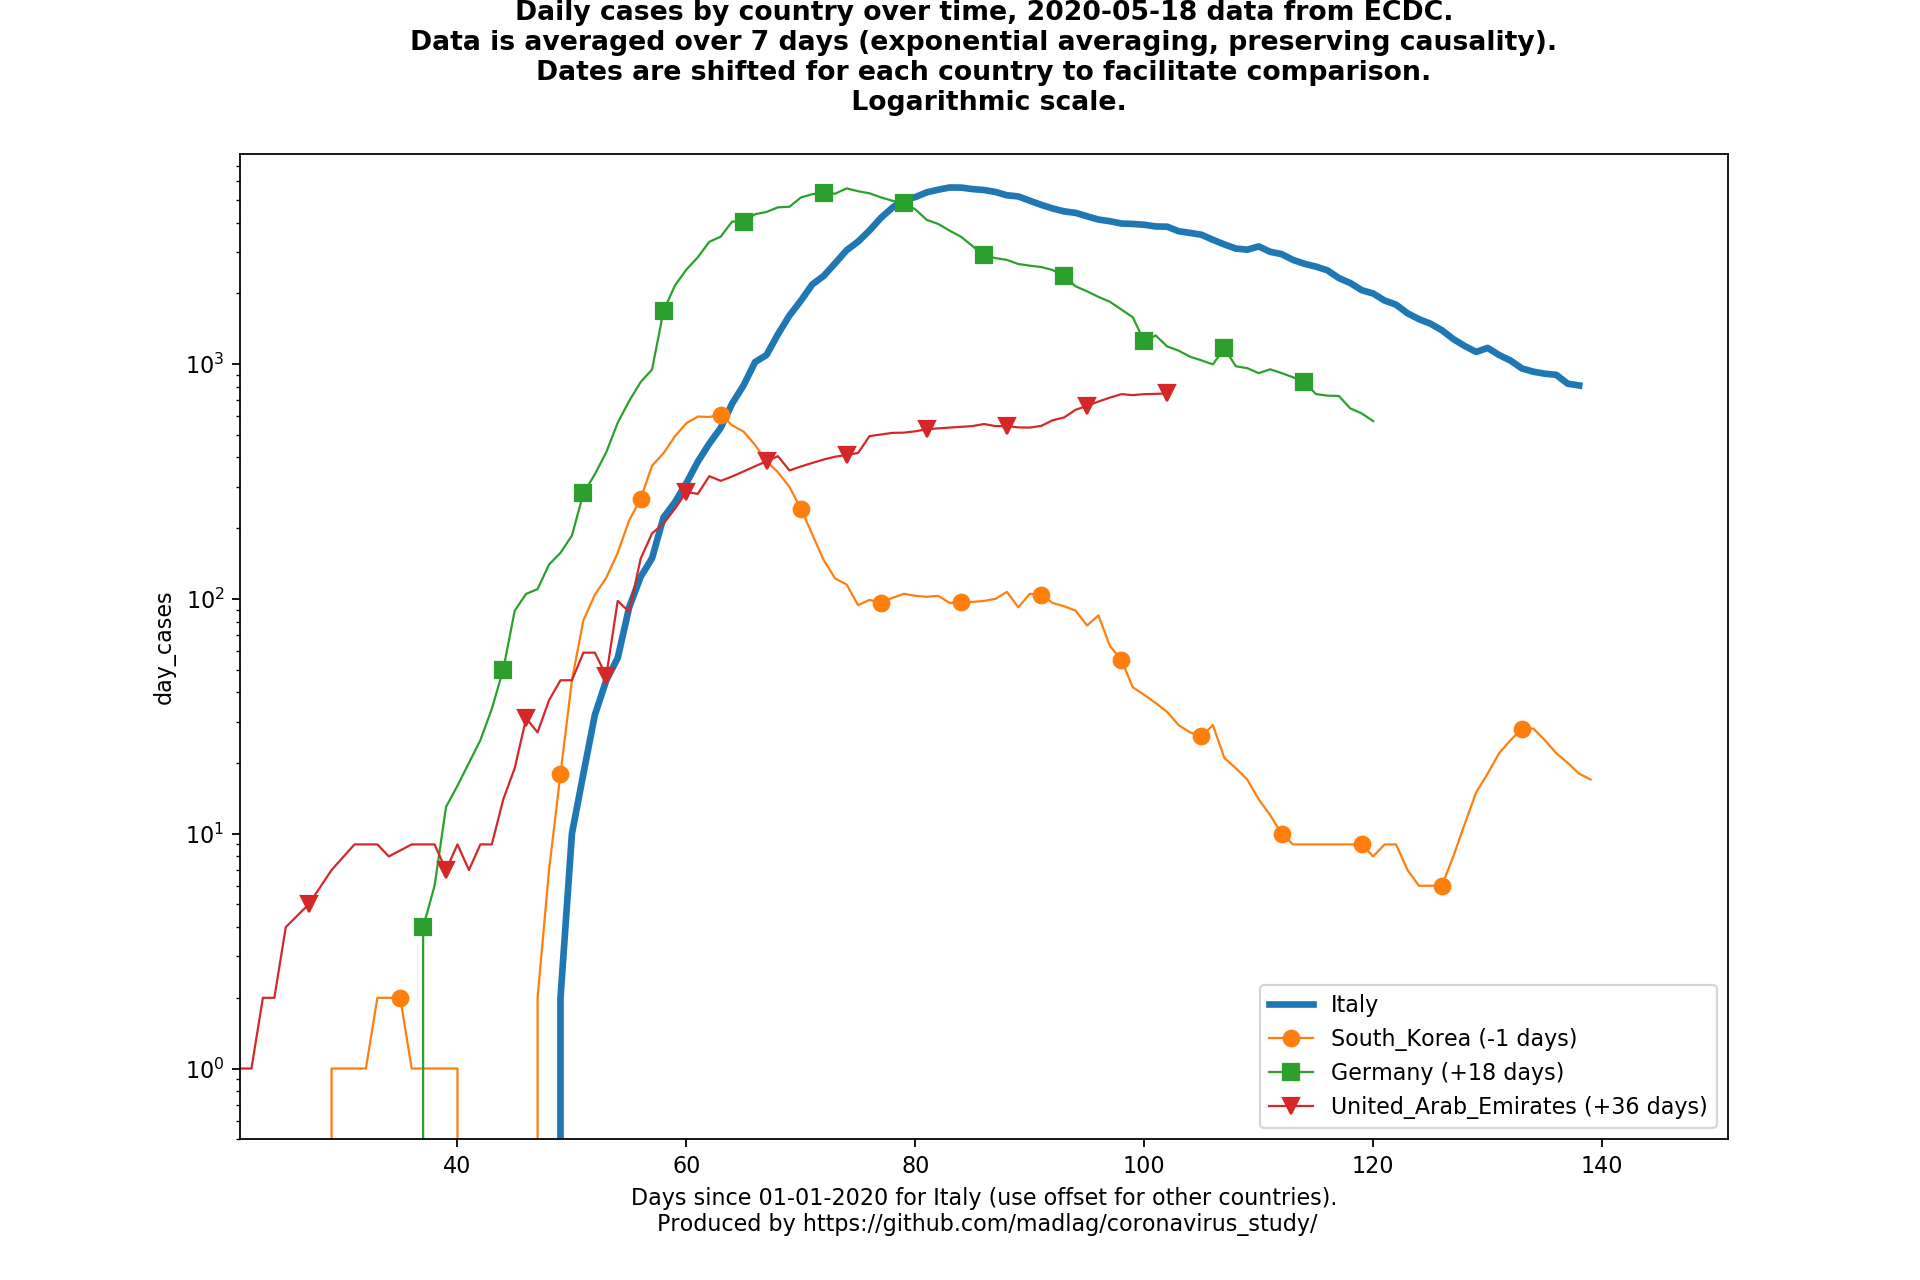 Daily cases by country over time, 2020-05-18 data from ECDC.
Data is averaged over 7 days (exponential averaging, preserving causality).
Dates are shifted for each country to facilitate comparison.
Logarithmic scale.
10³
10²
10¹
10⁰
day_cases
40 60 80 100 120 140
Italy
South_Korea (-1 days)
Germany (+18 days)
United_Arab_Emirates (+36 days)
Days since 01-01-2020 for Italy (use offset for other countries).
Produced by https://github.com/madlag/coronavirus_study/